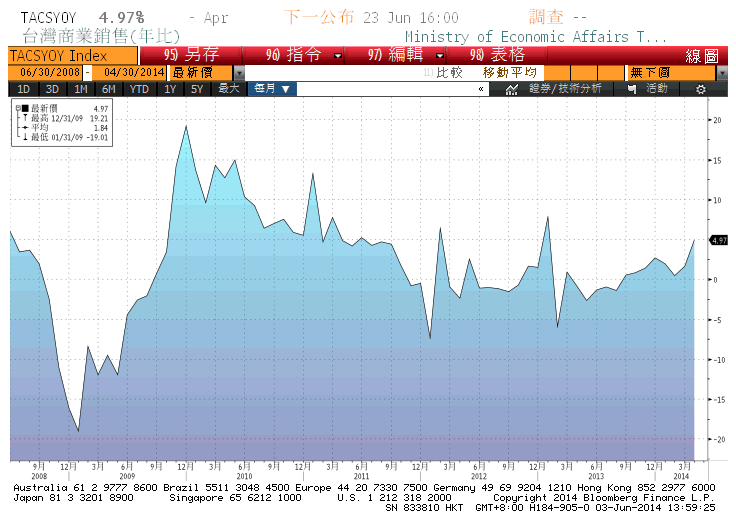 TACSYOY 4.97% - Apr 下一公布 23 Jun 16:00 調查 --
台灣商業銷售(年比) Ministry of Economic Affairs T...
TACSYOY Index 95) 另存 96) 指令 97) 編輯 98) 表格 線圖
06/30/2008 - 04/30/2014 最新價 比較 移動平均 無下價
1D 3D 1M 6M YTD 1Y 5Y 最大 每月 ▼ « 證券/技術分析 活動
最新價 4.97
最高 12/31/09 19.21
平均 1.84
最低 01/31/09 -19.01
20
15
10
4.97
0
-5
-10
-15
-20
9月 12月 3月 6月 9月 12月 3月 6月 9月 12月 3月 6月 9月 12月 3月 6月 9月 12月 3月 6月 9月 12月 3月
2008 2009 2010 2011 2012 2013 2014
Australia 61 2 9777 8600 Brazil 5511 3048 4500 Europe 44 20 7330 7500 Germany 49 69 9204 1210 Hong Kong 852 2977 6000
Japan 81 3 3201 8900 Singapore 65 6212 1000 U.S. 1 212 318 2000 Copyright 2014 Bloomberg Finance L.P.
SN 833810 HKT GMT+8:00 H184-905-0 03-Jun-2014 13:59:25